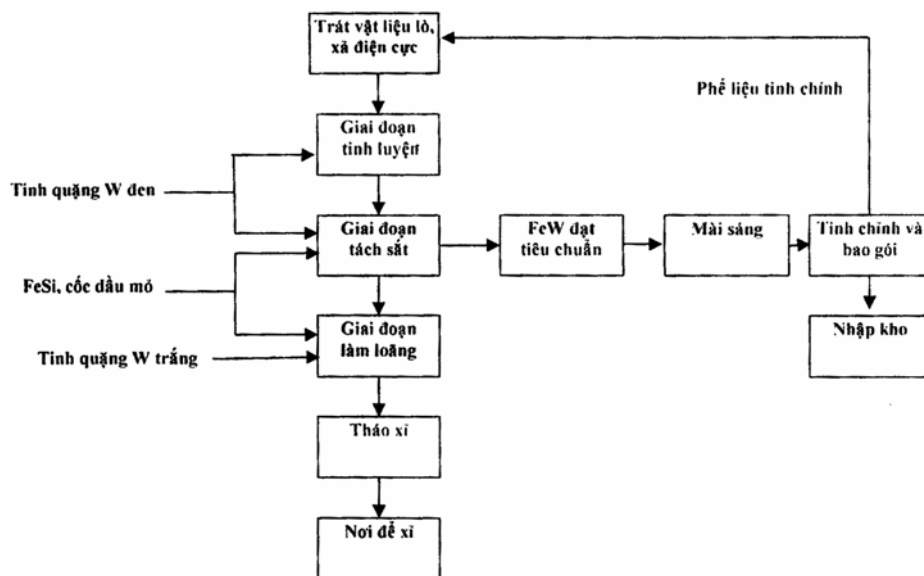 Trát vật liệu lò,
xả điện cực
Phế liệu tinh chỉnh
Giai đoạn
tinh luyện
Tinh quặng W đen
Giai đoạn
tách sắt
FeW đạt
tiêu chuẩn
Mài sáng
Tinh chỉnh và
bao gói
FeSi, cốc dầu mỏ
Giai đoạn
làm loãng
Nhập kho
Tinh quặng W trắng
Tháo xỉ
Nơi để xỉ